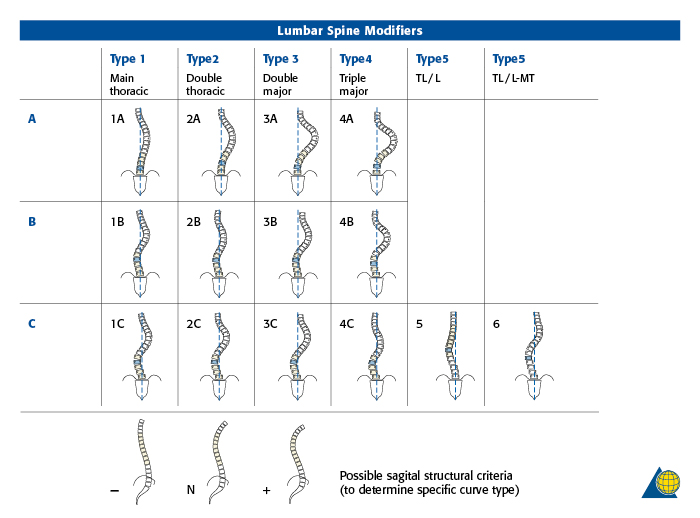 Lumbar Spine Modifiers
Type 1 Type2 Type 3 Type4 Type5 Type5
Main Double Double Triple TL/L TL/L-MT
thoracic thoracic major major
A 1A 2A 3A 4A
B 1B 2B 3B 4B
C 1C 2C 3C 4C 5 6
Possible sagital structural criteria
– N + (to determine specific curve type)